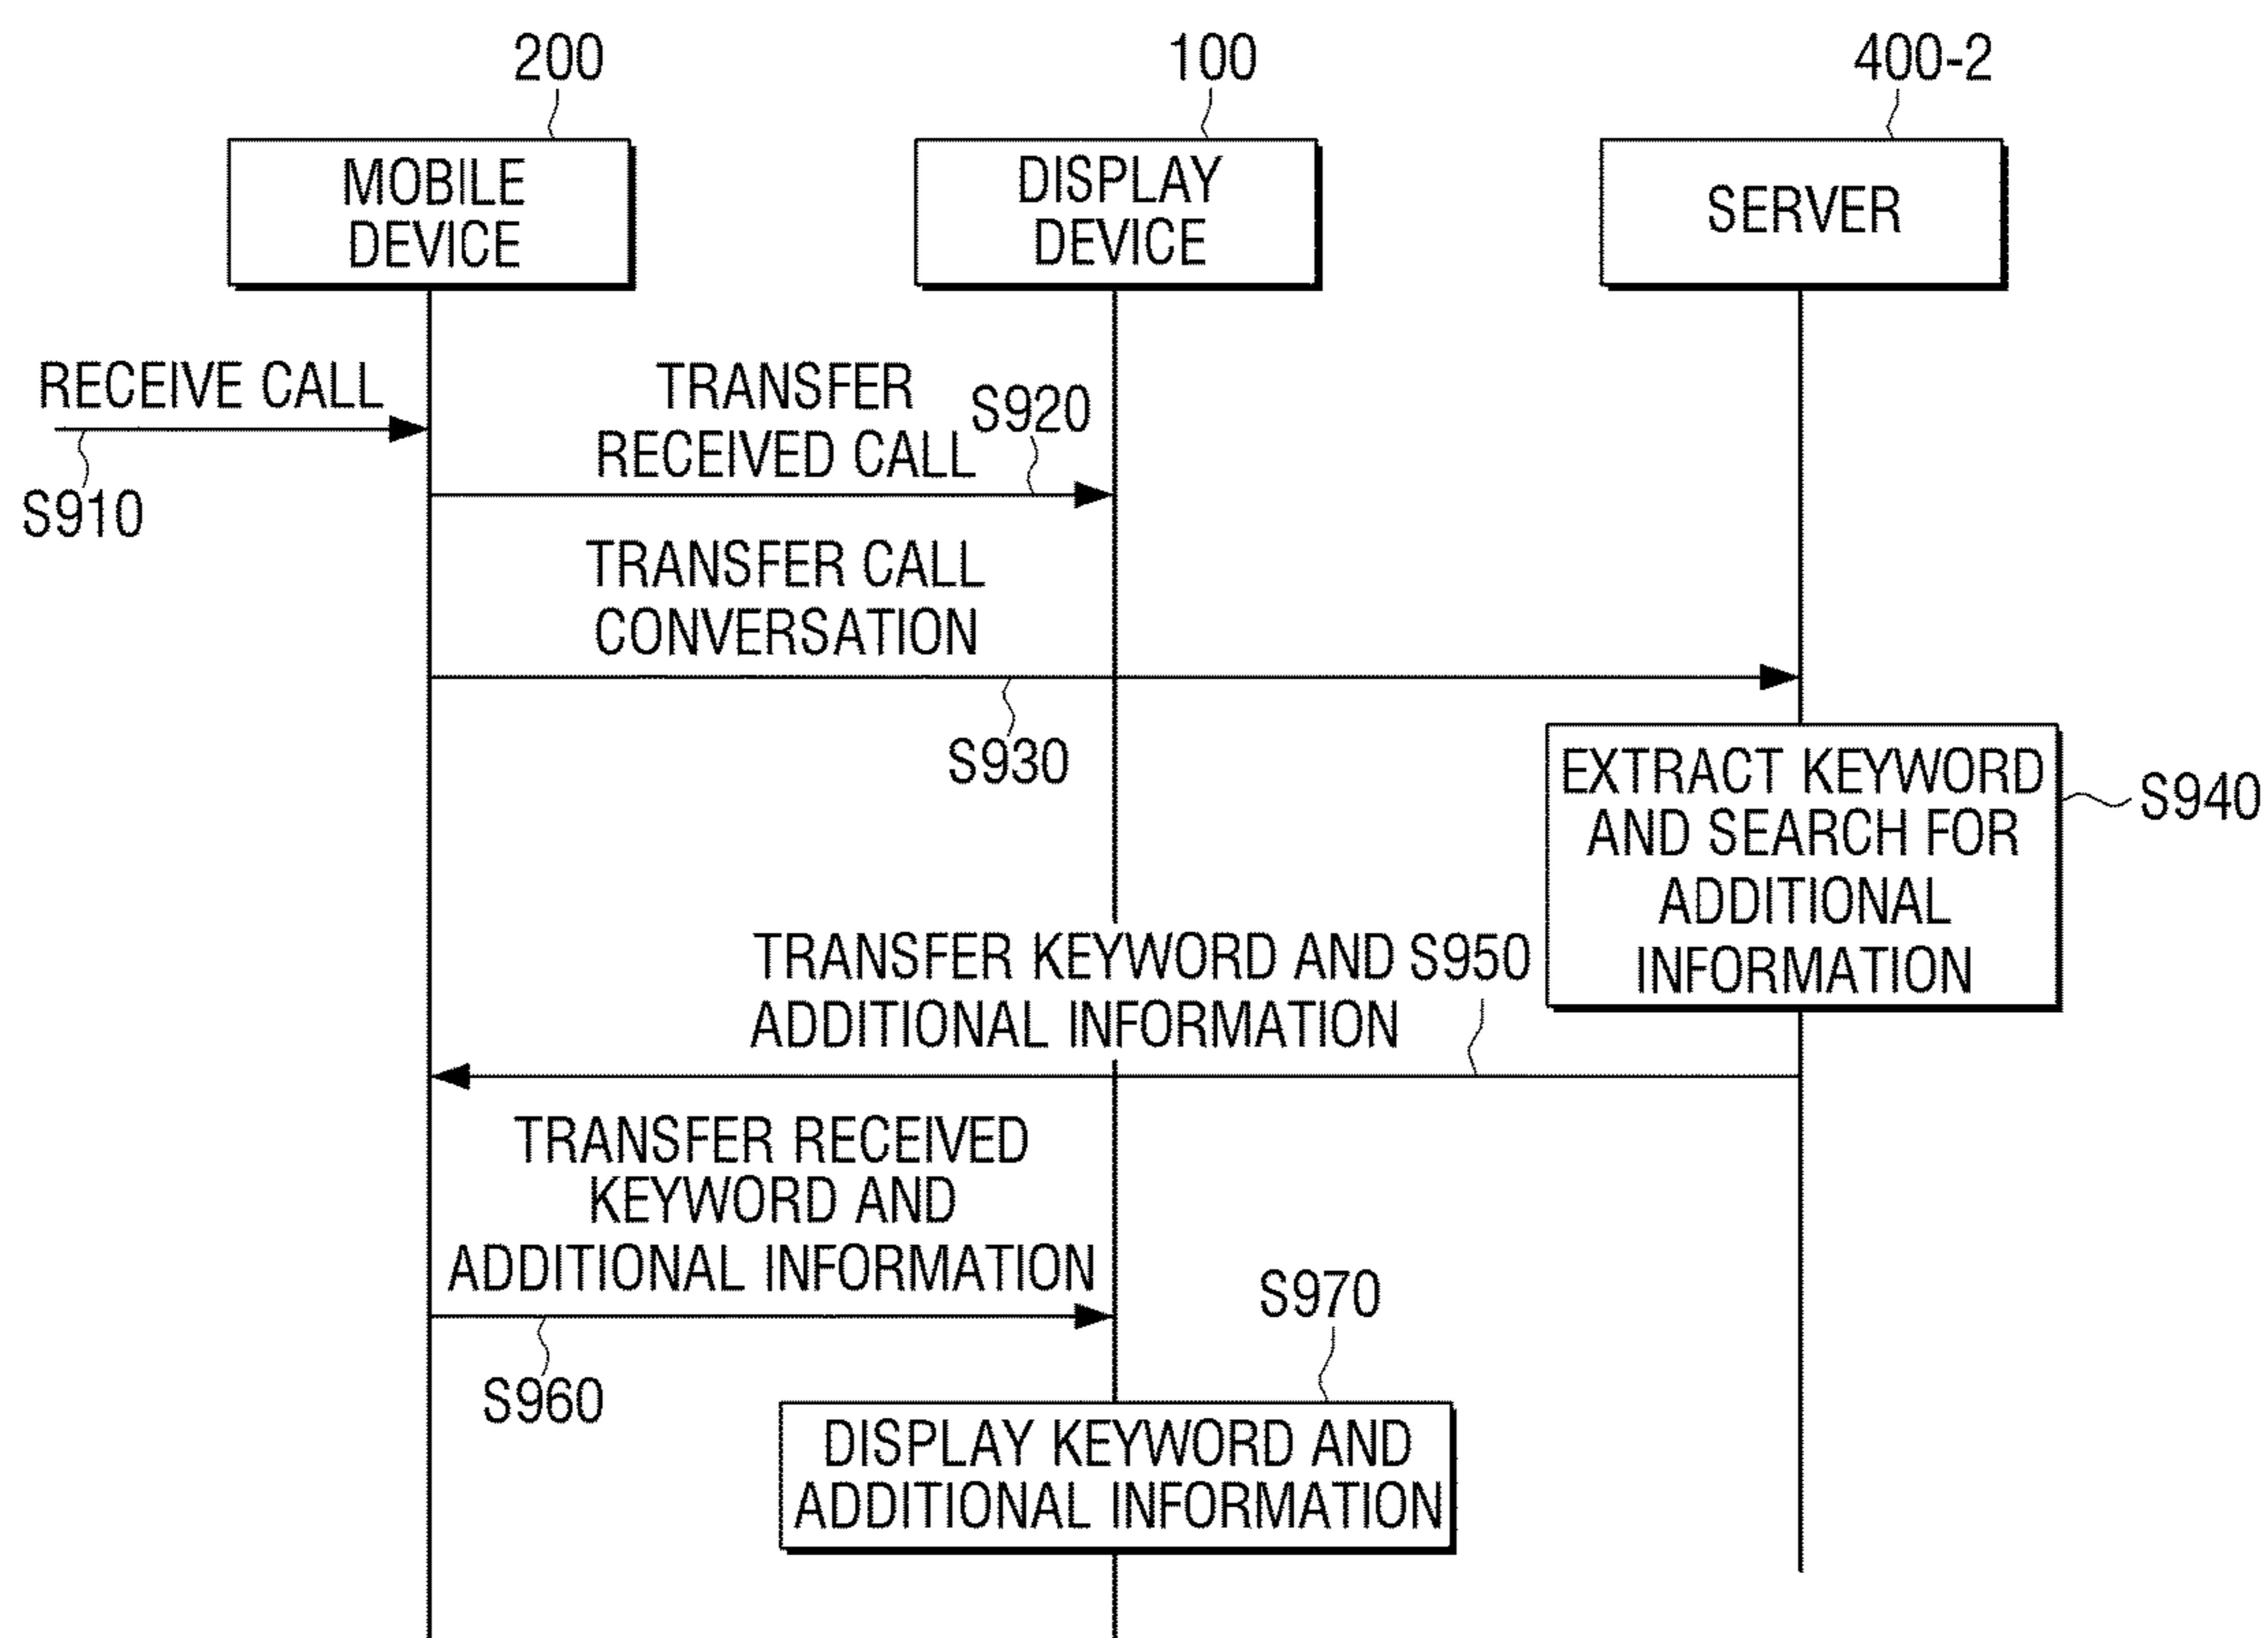 200
100
400-2
MOBILE
DEVICE
DISPLAY
DEVICE
SERVER
RECEIVE CALL
S910
TRANSFER
RECEIVED CALL
S920
TRANSFER CALL
CONVERSATION
S930
EXTRACT KEYWORD
AND SEARCH FOR
ADDITIONAL
INFORMATION
S940
TRANSFER KEYWORD AND
ADDITIONAL INFORMATION
S950
TRANSFER RECEIVED
KEYWORD AND
ADDITIONAL INFORMATION
S960
S970
DISPLAY KEYWORD AND
ADDITIONAL INFORMATION